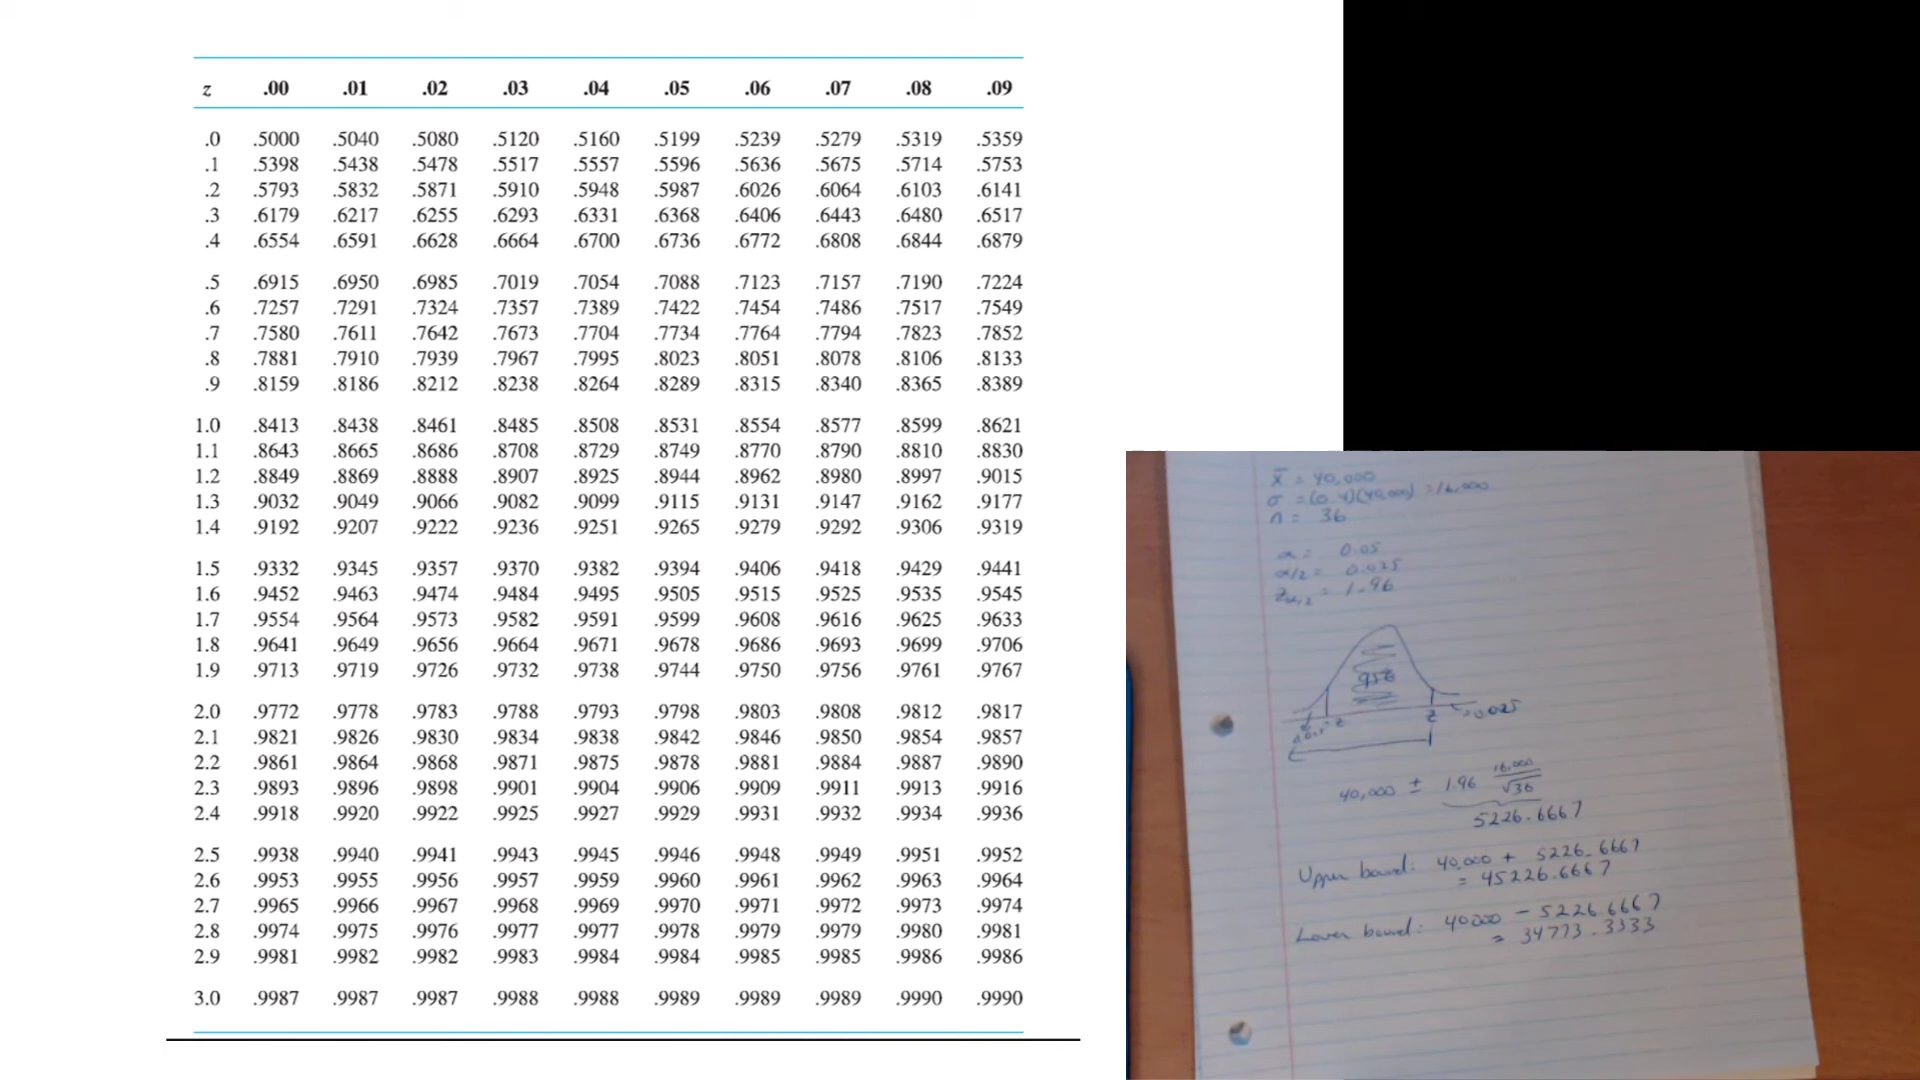 z .00 .01 .02 .03 .04 .05 .06 .07 .08 .09
.0 .5000 .5040 .5080 .5120 .5160 .5199 .5239 .5279 .5319 .5359
.1 .5398 .5438 .5478 .5517 .5557 .5596 .5636 .5675 .5714 .5753
.2 .5793 .5832 .5871 .5910 .5948 .5987 .6026 .6064 .6103 .6141
.3 .6179 .6217 .6255 .6293 .6331 .6368 .6406 .6443 .6480 .6517
.4 .6554 .6591 .6628 .6664 .6700 .6736 .6772 .6808 .6844 .6879
.5 .6915 .6950 .6985 .7019 .7054 .7088 .7123 .7157 .7190 .7224
.6 .7257 .7291 .7324 .7357 .7389 .7422 .7454 .7486 .7517 .7549
.7 .7580 .7611 .7642 .7673 .7704 .7734 .7764 .7794 .7823 .7852
.8 .7881 .7910 .7939 .7967 .7995 .8023 .8051 .8078 .8106 .8133
.9 .8159 .8186 .8212 .8238 .8264 .8289 .8315 .8340 .8365 .8389
1.0 .8413 .8438 .8461 .8485 .8508 .8531 .8554 .8577 .8599 .8621
1.1 .8643 .8665 .8686 .8708 .8729 .8749 .8770 .8790 .8810 .8830
1.2 .8849 .8869 .8888 .8907 .8925 .8944 .8962 .8980 .8997 .9015
1.3 .9032 .9049 .9066 .9082 .9099 .9115 .9131 .9147 .9162 .9177
1.4 .9192 .9207 .9222 .9236 .9251 .9265 .9279 .9292 .9306 .9319
1.5 .9332 .9345 .9357 .9370 .9382 .9394 .9406 .9418 .9429 .9441
1.6 .9452 .9463 .9474 .9484 .9495 .9505 .9515 .9525 .9535 .9545
1.7 .9554 .9564 .9573 .9582 .9591 .9599 .9608 .9616 .9625 .9633
1.8 .9641 .9649 .9656 .9664 .9671 .9678 .9686 .9693 .9699 .9706
1.9 .9713 .9719 .9726 .9732 .9738 .9744 .9750 .9756 .9761 .9767
2.0 .9772 .9778 .9783 .9788 .9793 .9798 .9803 .9808 .9812 .9817
2.1 .9821 .9826 .9830 .9834 .9838 .9842 .9846 .9850 .9854 .9857
2.2 .9861 .9864 .9868 .9871 .9875 .9878 .9881 .9884 .9887 .9890
2.3 .9893 .9896 .9898 .9901 .9904 .9906 .9909 .9911 .9913 .9916
2.4 .9918 .9920 .9922 .9925 .9927 .9929 .9931 .9932 .9934 .9936
2.5 .9938 .9940 .9941 .9943 .9945 .9946 .9948 .9949 .9951 .9952
2.6 .9953 .9955 .9956 .9957 .9959 .9960 .9961 .9962 .9963 .9964
2.7 .9965 .9966 .9967 .9968 .9969 .9970 .9971 .9972 .9973 .9974
2.8 .9974 .9975 .9976 .9977 .9977 .9978 .9979 .9979 .9980 .9981
2.9 .9981 .9982 .9982 .9983 .9984 .9984 .9985 .9985 .9986 .9986
3.0 .9987 .9987 .9987 .9988 .9988 .9989 .9989 .9989 .9990 .9990
x̄ = 40,000
σ = (0.4)(40,000) = 16,000
n = 36
α = 0.05
α/2 = 0.025
Zα/2 = 1.96
-z z 0.025
40,000 ± 1.96 16,000/√36
5226.6667
Upper bound: 40,000 + 5226.6667
= 45226.6667
Lower bound: 40000 - 5226.6667
= 34773.3333